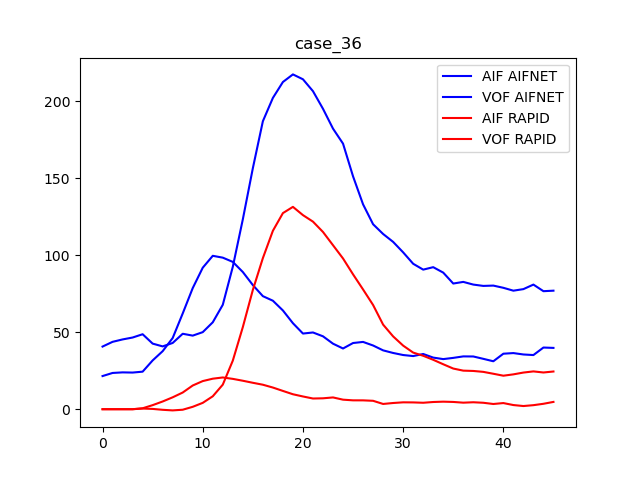 case_36
AIF AIFNET
VOF AIFNET
AIF RAPID
VOF RAPID
200
150
100
50
0
0 10 20 30 40